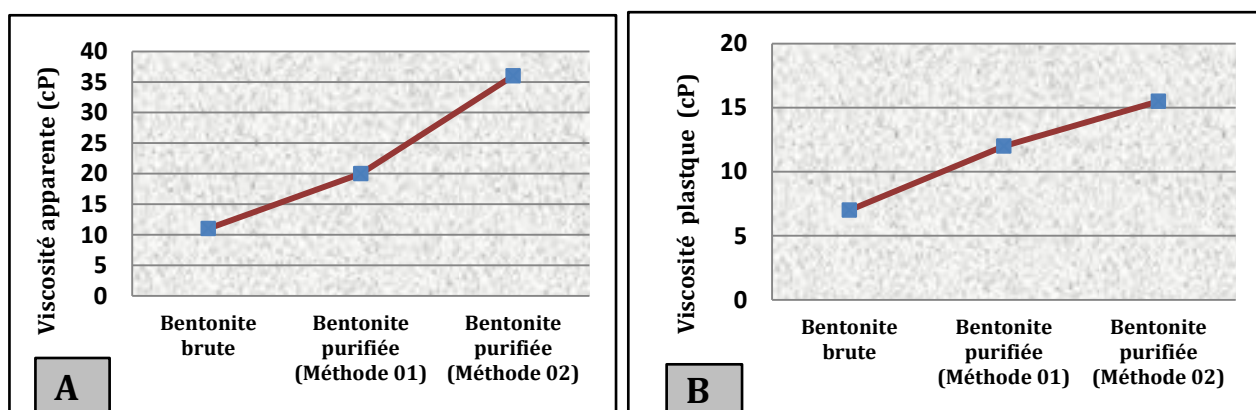 Viscosité apparente (cP)
40
35
30
25
20
15
10
5
0
Bentonite
brute
Bentonite
purifiée
(Méthode 01)
Bentonite
purifiée
(Méthode 02)
A
Viscosité plastque (cP)
20
15
10
5
0
Bentonite
brute
Bentonite
purifiée
(Méthode 01)
Bentonite
purifiée
(Méthode 02)
B